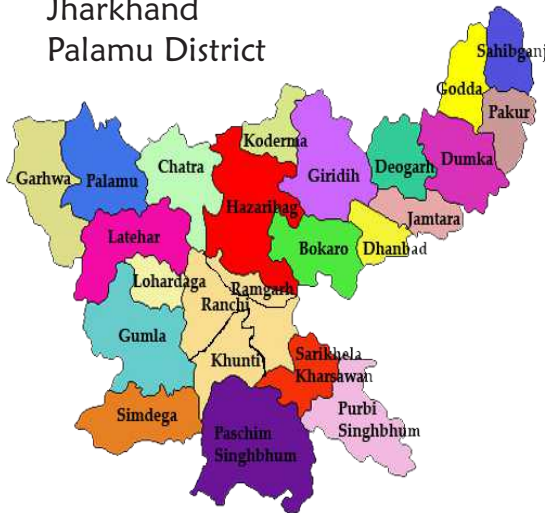 Jharkhand
Palamu District
Sahibganj
Godda
Pakur
Koderma
Chatra
Garhwa
Palamu
Giridih
Deogarh
Dumka
Hazaribag
Jamtara
Latehar
Bokaro
Dhanbad
Lohardaga
Ramgarh
Ranchi
Gumla
Khunti
Sarikhela
Kharsawan
Simdega
Purbi
Singhbhum
Paschim
Singhbhum